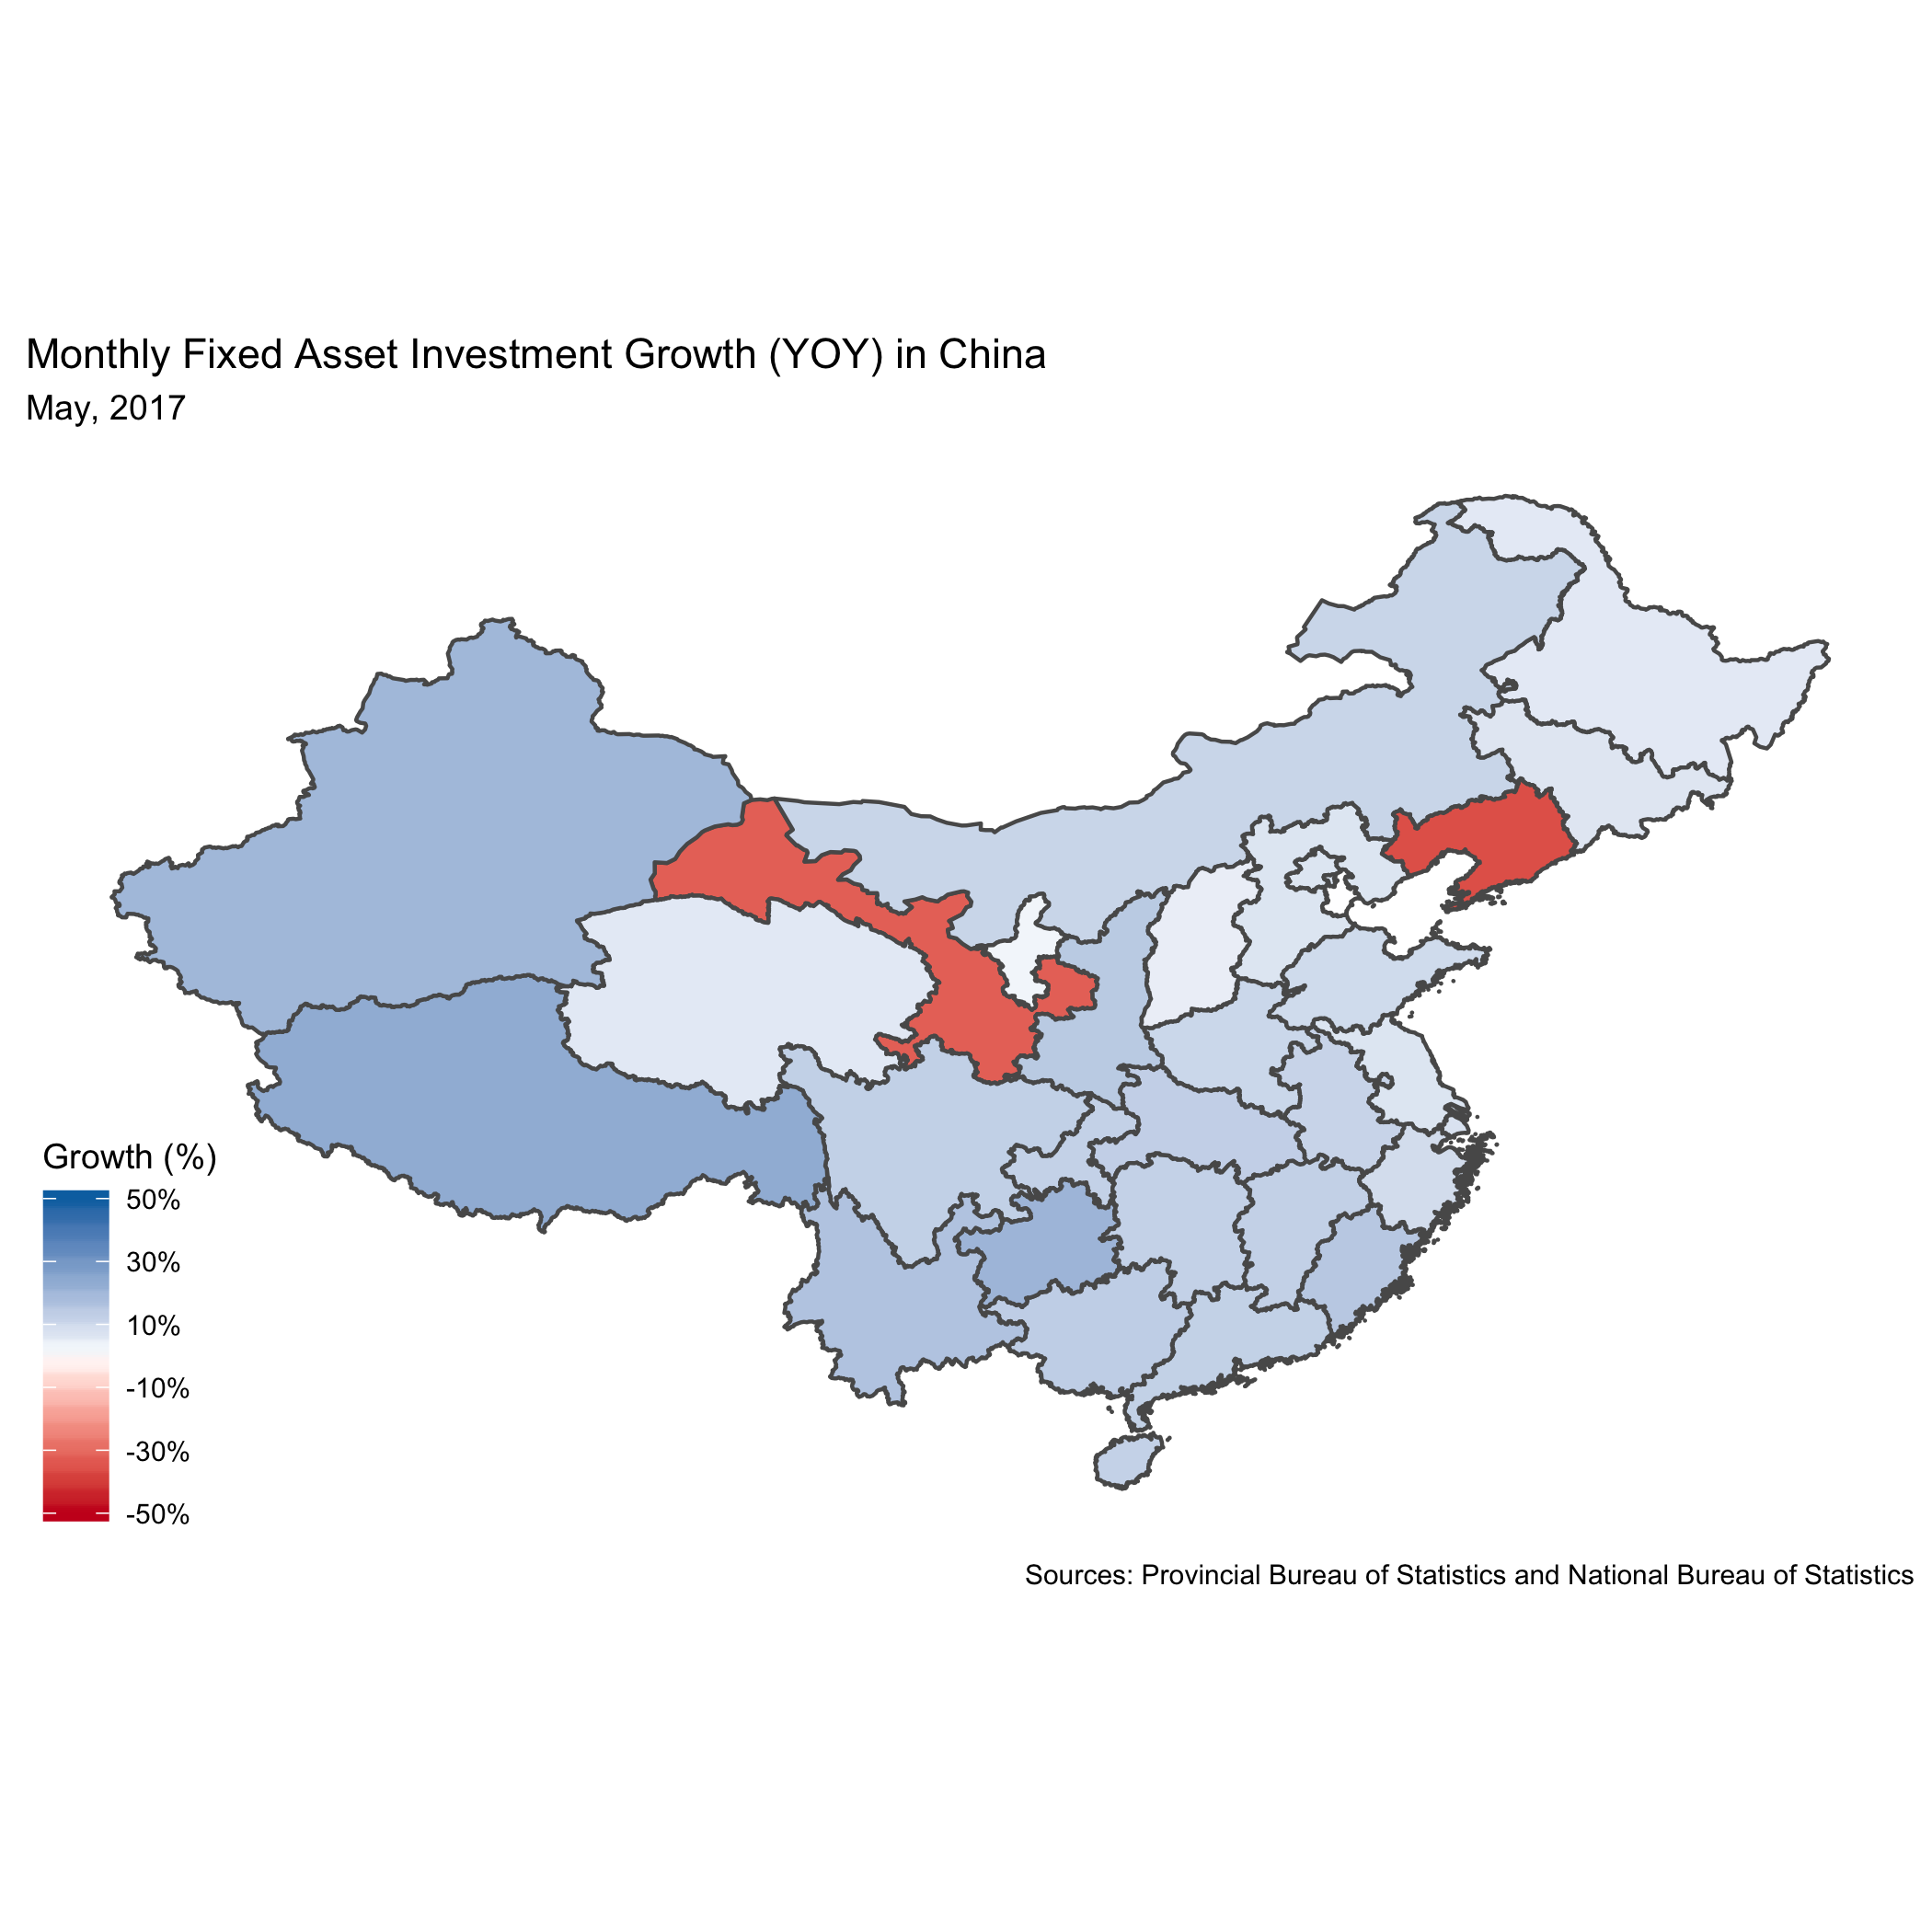 Monthly Fixed Asset Investment Growth (YOY) in China
May, 2017
Growth (%)
50%
30%
10%
-10%
-30%
-50%
Sources: Provincial Bureau of Statistics and National Bureau of Statistics